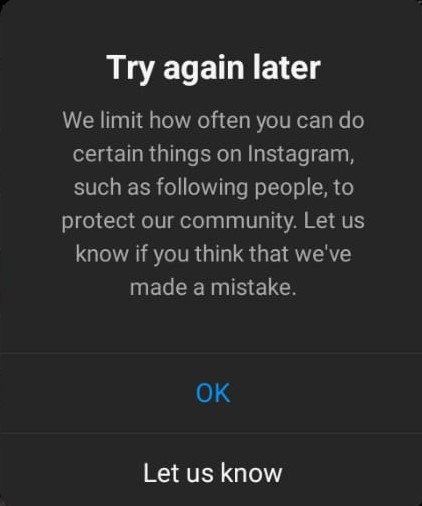 Try again later
We limit how often you can do
certain things on Instagram,
such as following people, to
protect our community. Let us
know if you think that we've
made a mistake.
OK
Let us know